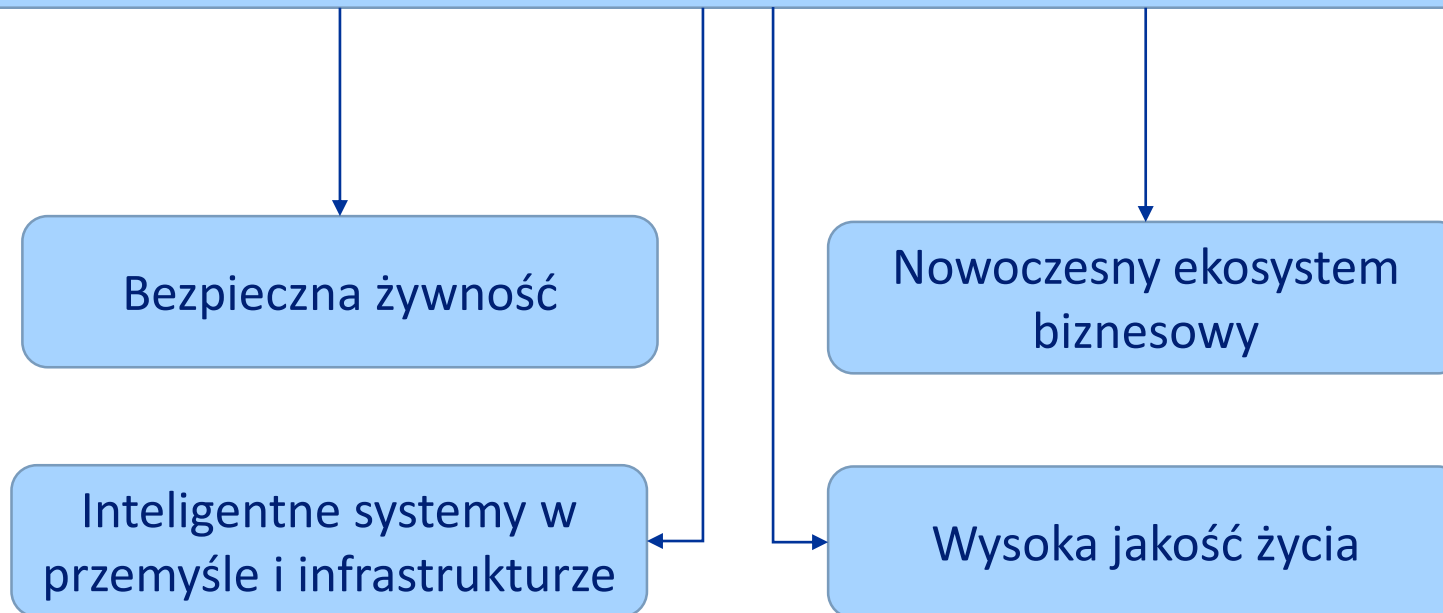 Bezpieczna żywność
Nowoczesny ekosystem
biznesowy
Inteligentne systemy w
przemyśle i infrastrukturze
Wysoka jakość życia